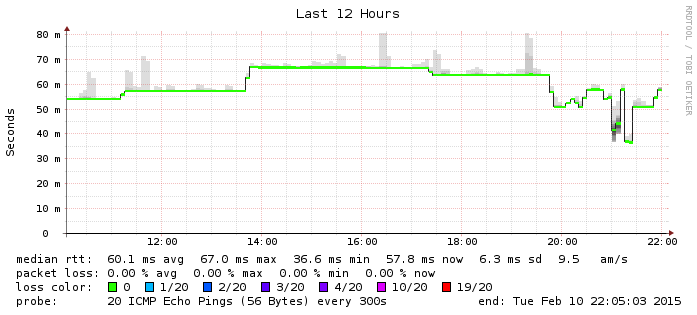 Last 12 Hours
RRDTOOL / TOBI OETIKER
Seconds
80 m
70 m
60 m
50 m
40 m
30 m
20 m
10 m
0
12:00 14:00 16:00 18:00 20:00 22:00
median rtt: 60.1 ms avg 67.0 ms max 36.6 ms min 57.8 ms now 6.3 ms sd 9.5 am/s
packet loss: 0.00 % avg 0.00 % max 0.00 % min 0.00 % now
loss color: 0 1/20 2/20 3/20 4/20 10/20 19/20
probe: 20 ICMP Echo Pings (56 Bytes) every 300s end: Tue Feb 10 22:05:03 2015